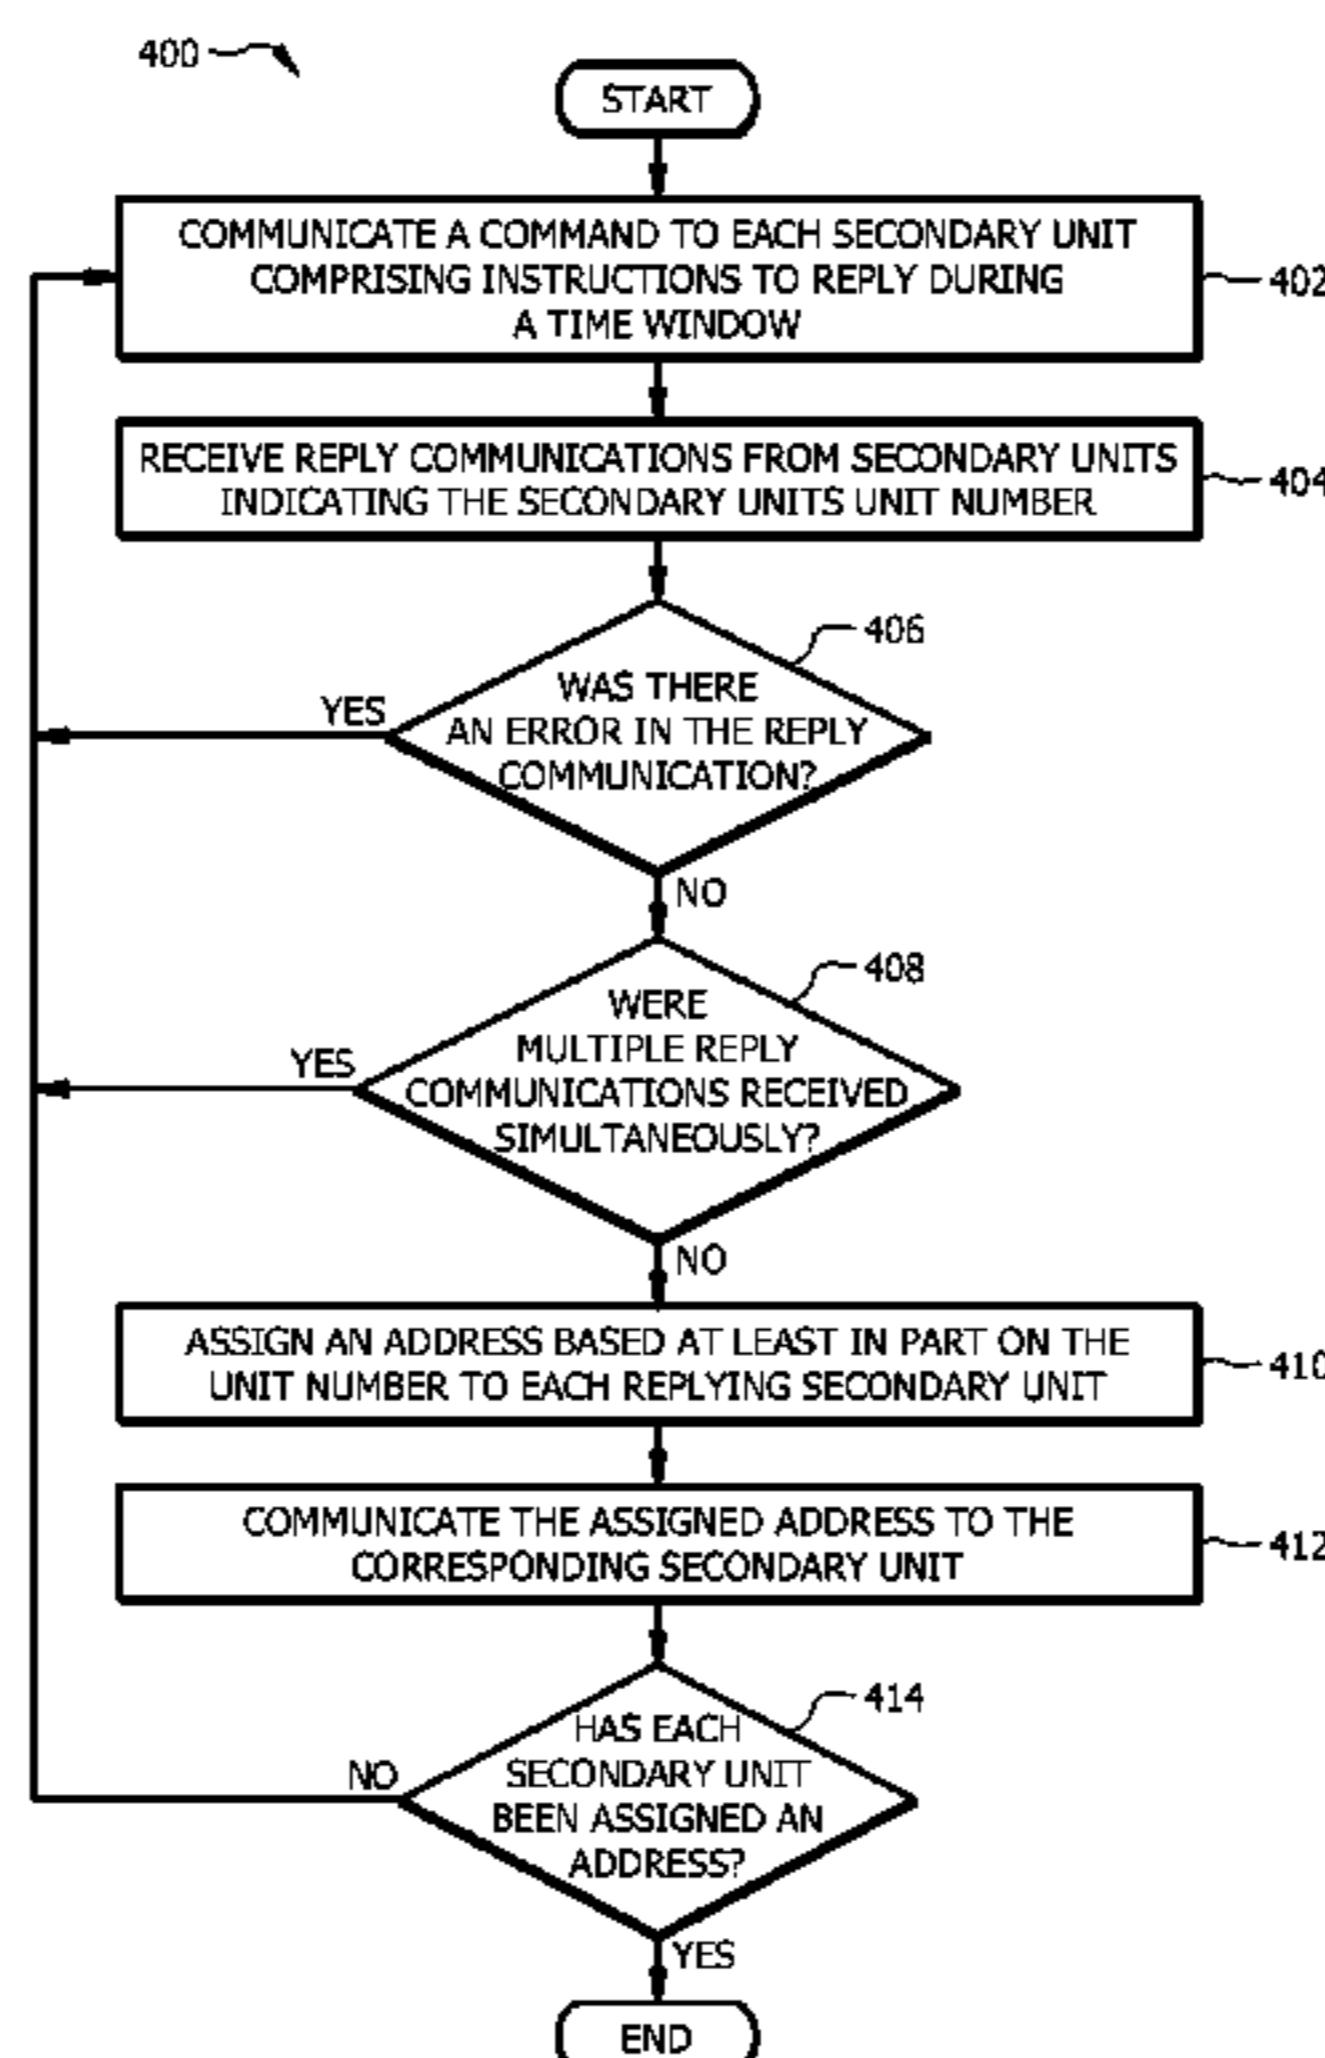 400
START
COMMUNICATE A COMMAND TO EACH SECONDARY UNIT
COMPRISING INSTRUCTIONS TO REPLY DURING
A TIME WINDOW
402
RECEIVE REPLY COMMUNICATIONS FROM SECONDARY UNITS
INDICATING THE SECONDARY UNITS UNIT NUMBER
404
406
WAS THERE
AN ERROR IN THE REPLY
COMMUNICATION?
YES
NO
408
WERE
MULTIPLE REPLY
COMMUNICATIONS RECEIVED
SIMULTANEOUSLY?
YES
NO
ASSIGN AN ADDRESS BASED AT LEAST IN PART ON THE
UNIT NUMBER TO EACH REPLYING SECONDARY UNIT
410
COMMUNICATE THE ASSIGNED ADDRESS TO THE
CORRESPONDING SECONDARY UNIT
412
414
HAS EACH
SECONDARY UNIT
BEEN ASSIGNED AN
ADDRESS?
NO
YES
END